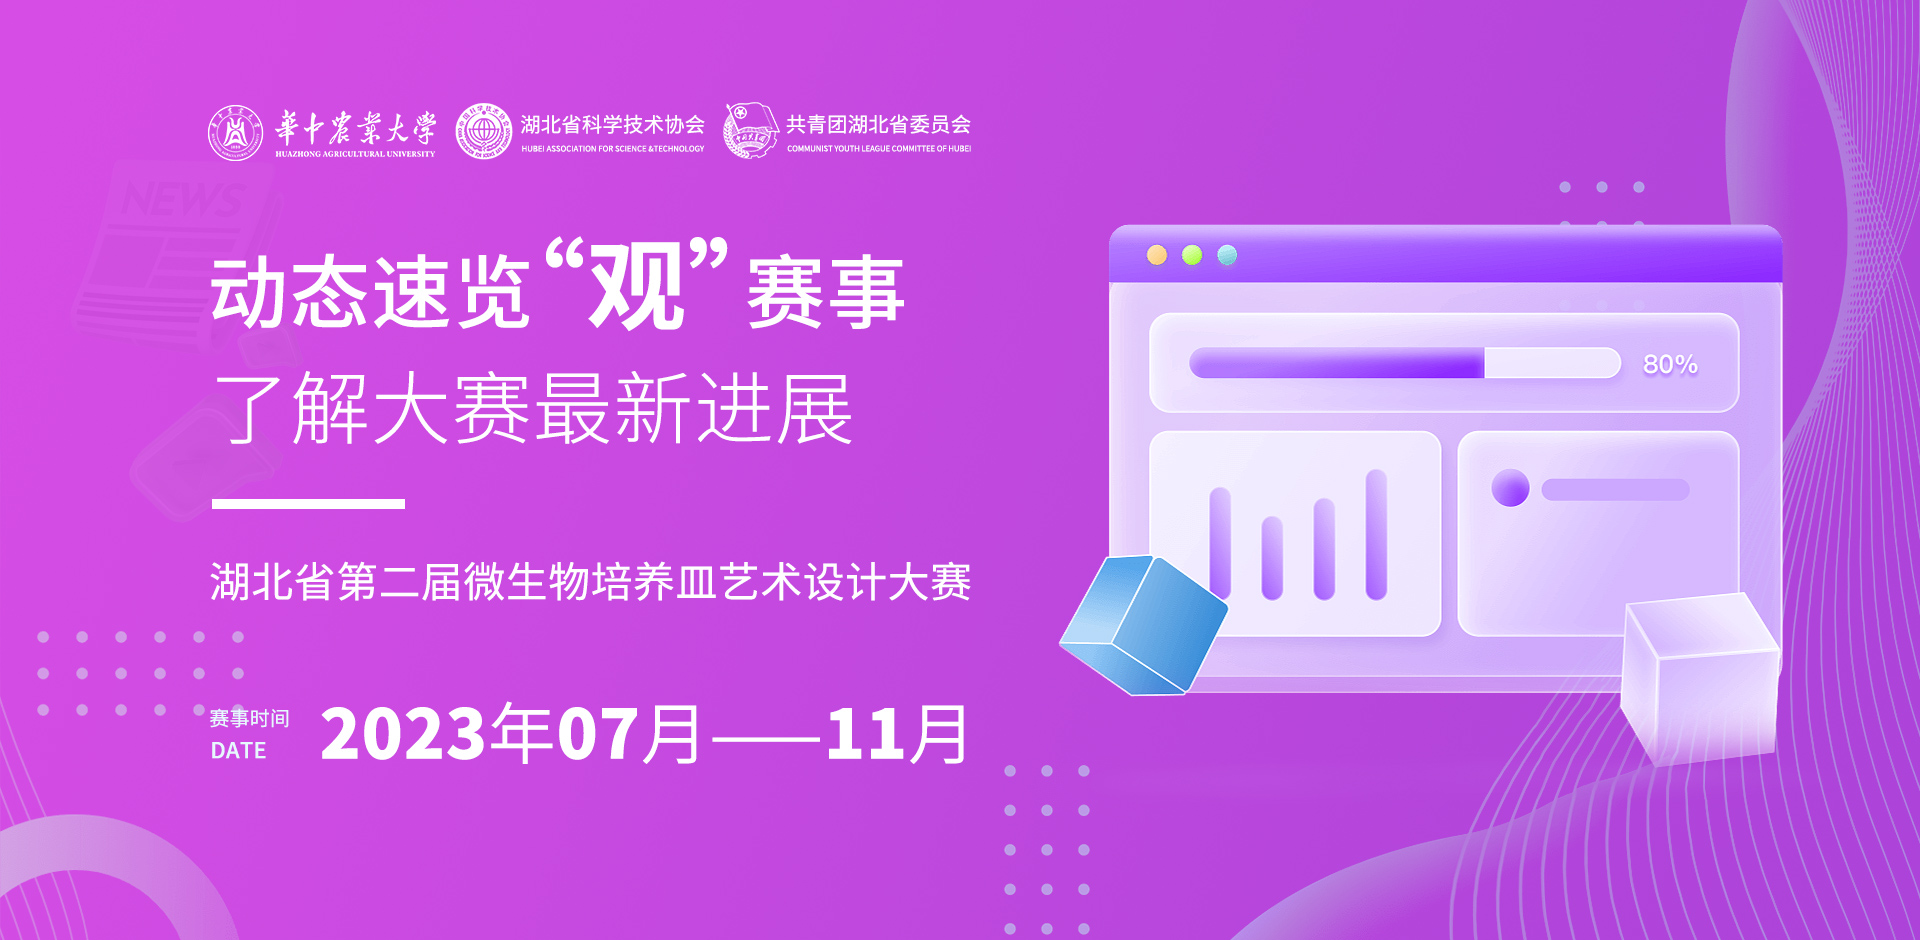 華中農業大學
HUAZHONG AGRICULTURAL UNIVERSITY
湖北省科学技术协会
HUBEI ASSOCIATION FOR SCIENCE &TECHNOLOGY
共青团湖北省委员会
COMMUNIST YOUTH LEAGUE COMMITTEE OF HUBEI
NEWS
动态速览“观”赛事
了解大赛最新进展
80%
湖北省第二届微生物培养皿艺术设计大赛
赛事时间
DATE
2023年07月——11月